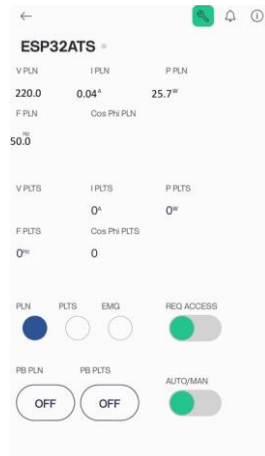 ESP32ATS
V PLN I PLN P PLN
220.0 0.04A 25.7W
F PLN Cos Phi PLN
50.0Hz
V PLTS I PLTS P PLTS
0A 0W
F PLTS Cos Phi PLTS
0Hz 0
PLN PLTS EMG REQ ACCESS
PB PLN PB PLTS
AUTO/MAN
OFF OFF